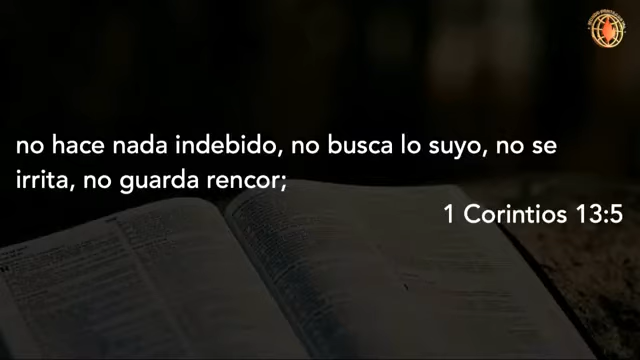 no hace nada indebido, no busca lo suyo, no se
irrita, no guarda rencor;
1 Corintios 13:5